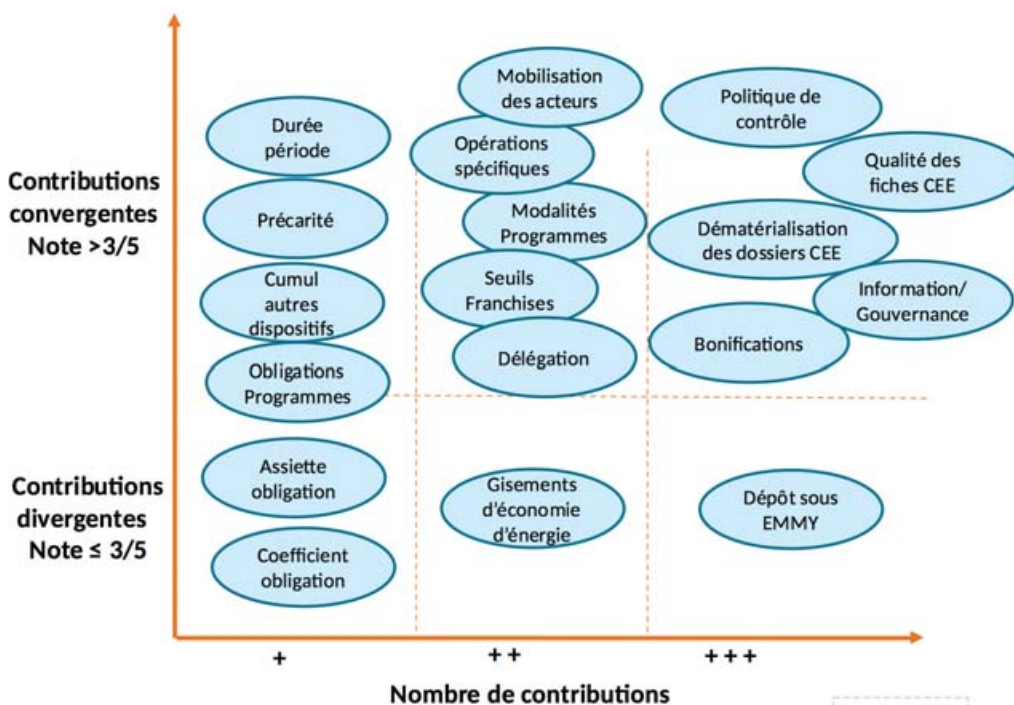 Contributions
convergentes
Note >3/5
Contributions
divergentes
Note ≤ 3/5
Durée
période
Précarité
Cumul
autres
dispositifs
Obligations
Programmes
Assiette
obligation
Coefficient
obligation
Mobilisation
des acteurs
Opérations
spécifiques
Modalités
Programmes
Seuils
Franchises
Délégation
Gisements
d'économie
d'énergie
Politique de
contrôle
Qualité des
fiches CEE
Dématérialisation
des dossiers CEE
Information/
Gouvernance
Bonifications
Dépôt sous
EMMY
+
++
+++
Nombre de contributions